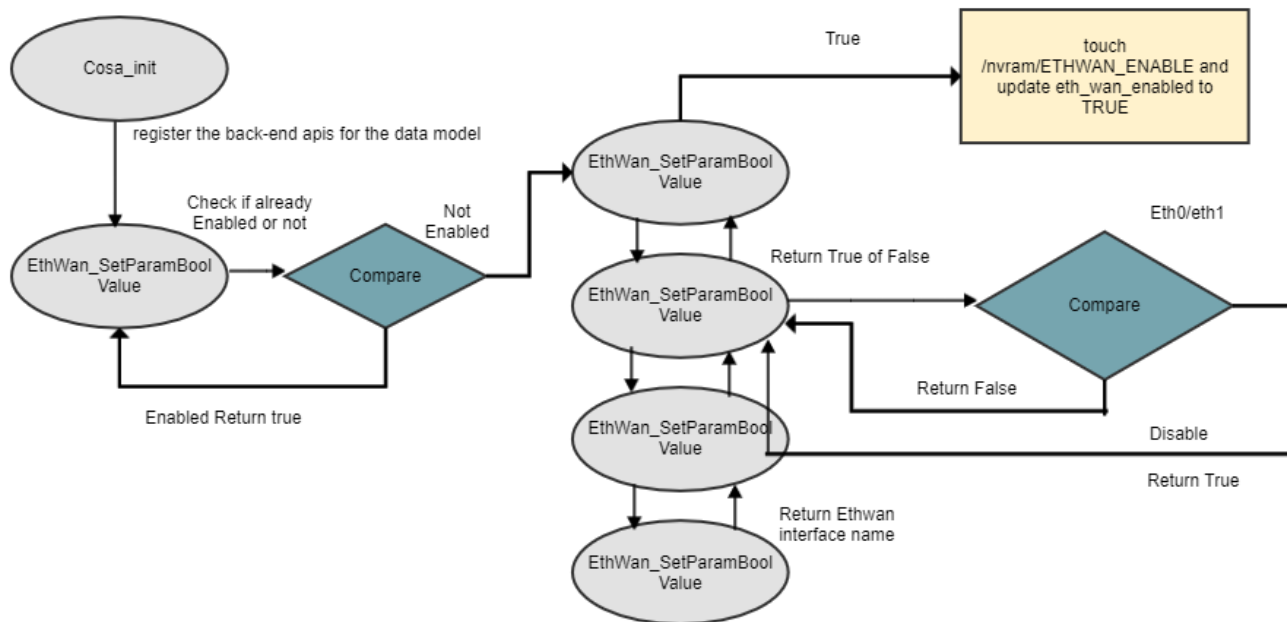 Cosa_init
register the back-end apis for the data model
EthWan_SetParamBool
Value
Check if already
Enabled or not
Compare
Not
Enabled
Enabled Return true
True
touch
/nvram/ETHWAN_ENABLE and
update eth_wan_enabled to
TRUE
EthWan_SetParamBool
Value
EthWan_SetParamBool
Value
Return True of False
Eth0/eth1
Compare
Return False
Disable
Return True
EthWan_SetParamBool
Value
Return Ethwan
interface name
EthWan_SetParamBool
Value